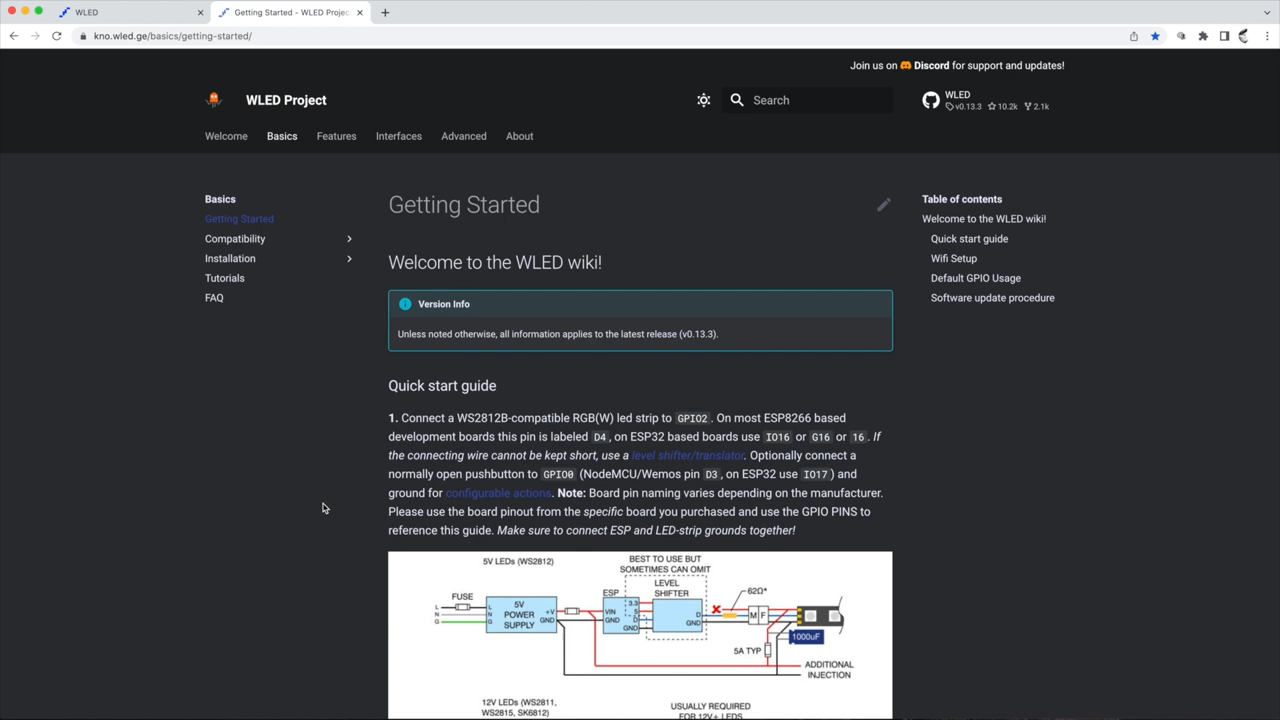 WLED
Getting Started – WLED Projec
kno.wled.ge/basics/getting-started/
Join us on Discord for support and updates!
WLED Project
Search
WLED
v0.13.3 10.2k 2.1k
Welcome Basics Features Interfaces Advanced About
Basics
Getting Started
Compatibility
Installation
Tutorials
FAQ
Getting Started
Welcome to the WLED wiki!
Version Info
Unless noted otherwise, all information applies to the latest release (v0.13.3).
Quick start guide
1. Connect a WS2812B-compatible RGB(W) led strip to GPIO2. On most ESP8266 based
development boards this pin is labeled D4, on ESP32 based boards use IO16 or G16 or 16. If
the connecting wire cannot be kept short, use a level shifter/translator. Optionally connect a
normally open pushbutton to GPIO0 (NodeMCU/Wemos pin D3, on ESP32 use IO17) and
ground for configurable actions. Note: Board pin naming varies depending on the manufacturer.
Please use the board pinout from the specific board you purchased and use the GPIO PINS to
reference this guide. Make sure to connect ESP and LED-strip grounds together!
Table of contents
Welcome to the WLED wiki!
Quick start guide
Wifi Setup
Default GPIO Usage
Software update procedure
5V LEDs (WS2812)
BEST TO USE BUT
SOMETIMES CAN OMIT
FUSE
L
N
G
5V
POWER
SUPPLY
+V
GND
ESP
VIN
GND
3.3
5
D
GND
LEVEL
SHIFTER
D
GND
62Ω*
M F
1000uF
5A TYP
ADDITIONAL
INJECTION
12V LEDs (WS2811,
WS2815, SK6812)
USUALLY REQUIRED
FOR 12V+ LEDS